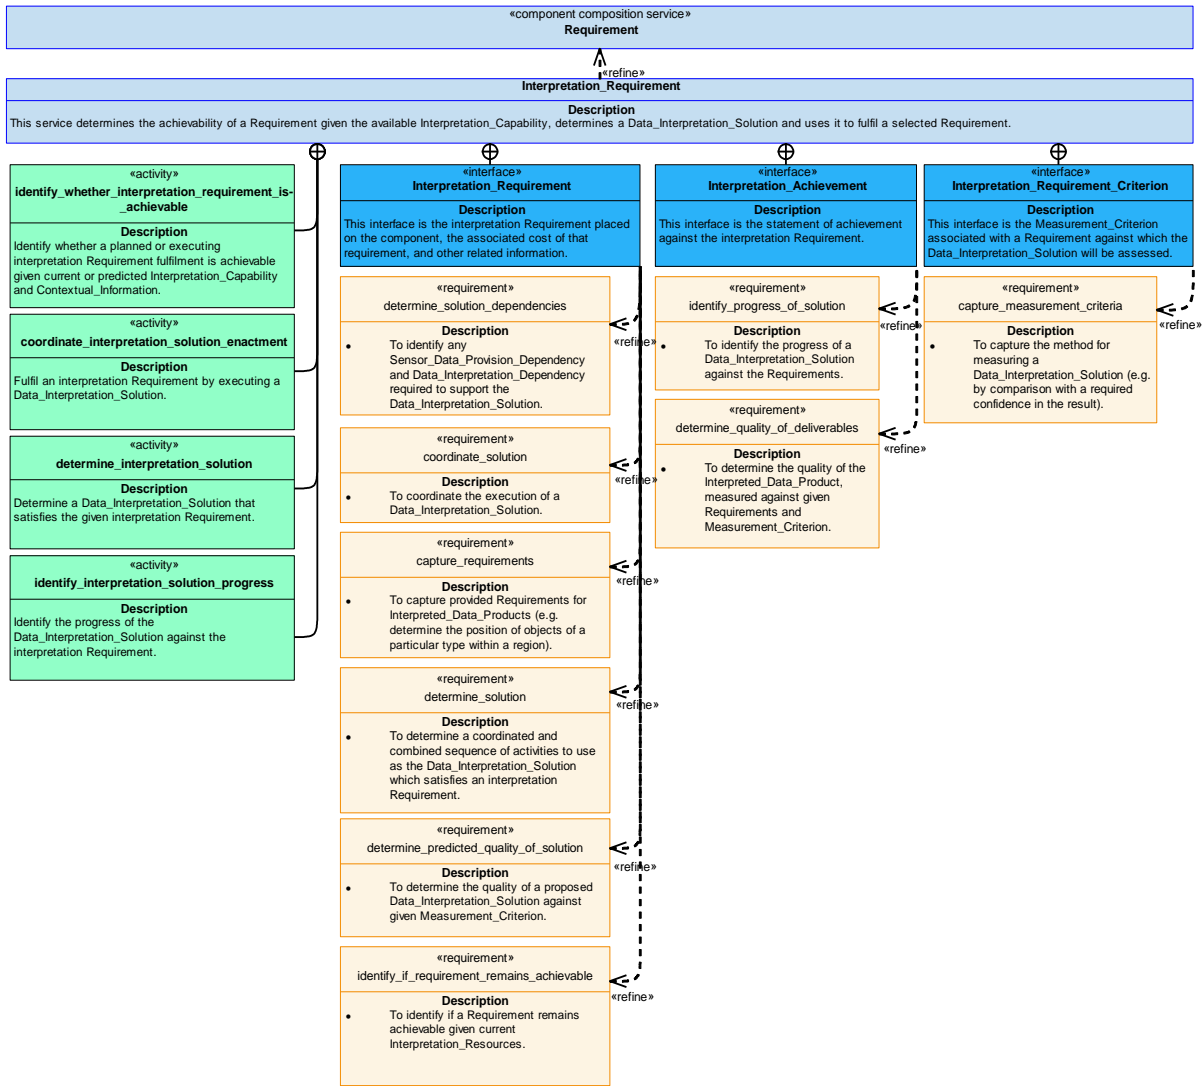 «component composition service»
Requirement
«refine»
Interpretation_Requirement
Description
This service determines the achievability of a Requirement given the available Interpretation_Capability, determines a Data_Interpretation_Solution and uses it to fulfil a selected Requirement.
«activity»
identify_whether_interpretation_requirement_is-
_achievable
Description
Identify whether a planned or executing
interpretation Requirement fulfilment is achievable
given current or predicted Interpretation_Capability
and Contextual_Information.
«activity»
coordinate_interpretation_solution_enactment
Description
Fulfil an interpretation Requirement by executing a
Data_Interpretation_Solution.
«activity»
determine_interpretation_solution
Description
Determine a Data_Interpretation_Solution that
satisfies the given interpretation Requirement.
«activity»
identify_interpretation_solution_progress
Description
Identify the progress of the
Data_Interpretation_Solution against the
interpretation Requirement.
«interface»
Interpretation_Requirement
Description
This interface is the interpretation Requirement placed
on the component, the associated cost of that
requirement, and other related information.
«requirement»
determine_solution_dependencies
Description
• To identify any
Sensor_Data_Provision_Dependency
and Data_Interpretation_Dependency
required to support the
Data_Interpretation_Solution.
«refine»
«requirement»
coordinate_solution
Description
• To coordinate the execution of a
Data_Interpretation_Solution.
«refine»
«requirement»
capture_requirements
Description
• To capture provided Requirements for
Interpreted_Data_Products (e.g.
determine the position of objects of a
particular type within a region).
«refine»
«requirement»
determine_solution
Description
• To determine a coordinated and
combined sequence of activities to use
as the Data_Interpretation_Solution
which satisfies an interpretation
Requirement.
«refine»
«requirement»
determine_predicted_quality_of_solution
Description
• To determine the quality of a proposed
Data_Interpretation_Solution against
given Measurement_Criterion.
«refine»
«requirement»
identify_if_requirement_remains_achievable
Description
• To identify if a Requirement remains
achievable given current
Interpretation_Resources.
«refine»
«interface»
Interpretation_Achievement
Description
This interface is the statement of achievement
against the interpretation Requirement.
«requirement»
identify_progress_of_solution
Description
• To identify the progress of a
Data_Interpretation_Solution
against the Requirements.
«refine»
«requirement»
determine_quality_of_deliverables
Description
• To determine the quality of the
Interpreted_Data_Product,
measured against given
Requirements and
Measurement_Criterion.
«refine»
«interface»
Interpretation_Requirement_Criterion
Description
This interface is the Measurement_Criterion
associated with a Requirement against which the
Data_Interpretation_Solution will be assessed.
«requirement»
capture_measurement_criteria
Description
• To capture the method for
measuring a
Data_Interpretation_Solution (e.g.
by comparison with a required
confidence in the result).
«refine»